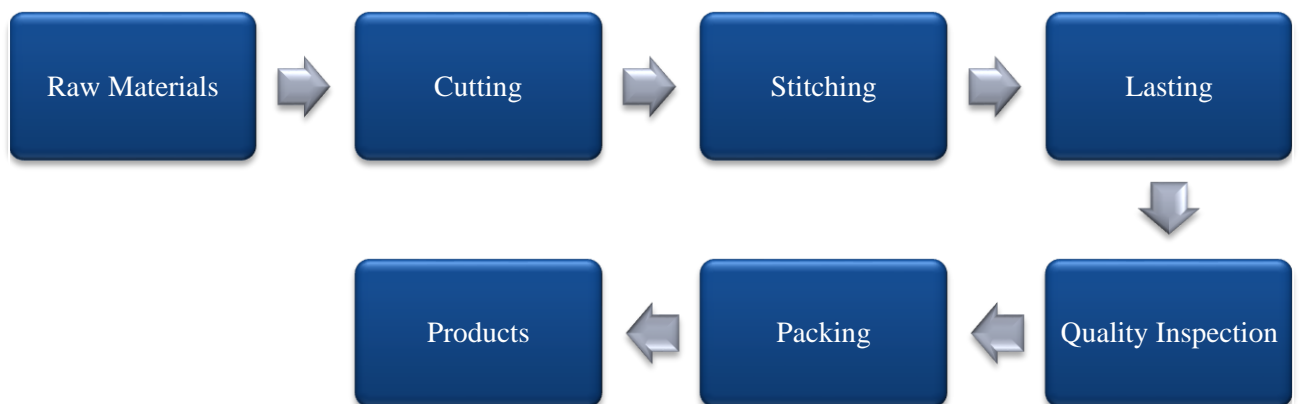 Raw Materials
Cutting
Stitching
Lasting
Quality Inspection
Packing
Products